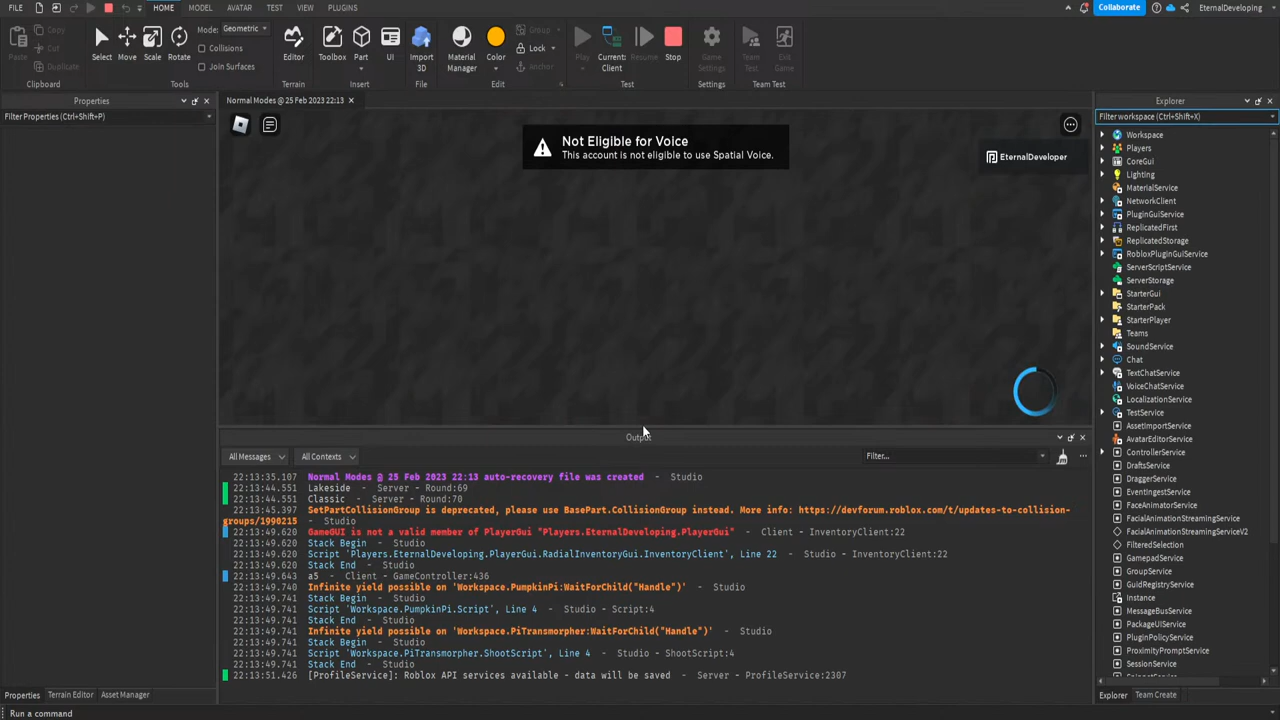 FILE HOME MODEL AVATAR TEST VIEW PLUGINS Collaborate EternalDeveloping
Paste Copy Cut Duplicate Clipboard
Select Move Scale Rotate Mode: Geometric Collisions Join Surfaces Tools
Editor Terrain
Toolbox Part UI Insert
Import 3D File
Material Manager Color Group Lock Anchor Edit
Play Current: Client Resume Stop Test
Game Settings Settings
Team Test Exit Game Team Test
Properties
Filter Properties (Ctrl+Shift+P)
Normal Modes @ 25 Feb 2023 22:13
Not Eligible for Voice
This account is not eligible to use Spatial Voice.
EternalDeveloper
Output
All Messages All Contexts Filter...
22:13:35.107 Normal Modes @ 25 Feb 2023 22:13 auto-recovery file was created - Studio
22:13:44.551 Lakeside - Server - Round:69
22:13:44.551 Classic - Server - Round:70
22:13:45.397 SetPartCollisionGroup is deprecated, please use BasePart.CollisionGroup instead. More info: https://devforum.roblox.com/t/updates-to-collision-
groups/1990215 - Studio
22:13:49.620 GameGUI is not a valid member of PlayerGui "Players.EternalDeveloping.PlayerGui" - Client - InventoryClient:22
22:13:49.620 Stack Begin - Studio
22:13:49.620 Script 'Players.EternalDeveloping.PlayerGui.RadialInventoryGui.InventoryClient', Line 22 - Studio - InventoryClient:22
22:13:49.620 Stack End - Studio
22:13:49.643 a5 - Client - GameController:436
22:13:49.740 Infinite yield possible on 'Workspace.PumpkinPi:WaitForChild("Handle")' - Studio
22:13:49.741 Stack Begin - Studio
22:13:49.741 Script 'Workspace.PumpkinPi.Script', Line 4 - Studio - Script:4
22:13:49.741 Stack End - Studio
22:13:49.741 Infinite yield possible on 'Workspace.PiTransmorpher:WaitForChild("Handle")' - Studio
22:13:49.741 Stack Begin - Studio
22:13:49.741 Script 'Workspace.PiTransmorpher.ShootScript', Line 4 - Studio - ShootScript:4
22:13:49.741 Stack End - Studio
22:13:51.426 [ProfileService]: Roblox API services available - data will be saved - Server - ProfileService:2307
Explorer
Filter workspace (Ctrl+Shift+X)
Workspace
Players
CoreGui
Lighting
MaterialService
NetworkClient
PluginGuiService
ReplicatedFirst
ReplicatedStorage
RobloxPluginGuiService
ServerScriptService
ServerStorage
StarterGui
StarterPack
StarterPlayer
Teams
SoundService
Chat
TextChatService
VoiceChatService
LocalizationService
TestService
AssetImportService
AvatarEditorService
ControllerService
DraftsService
DraggerService
EventIngestService
FaceAnimatorService
FacialAnimationStreamingService
FacialAnimationStreamingServiceV2
FilteredSelection
GamepadService
GroupService
GuidRegistryService
Instance
MessageBusService
PackageUIService
PluginPolicyService
ProximityPromptService
SessionService
Properties Terrain Editor Asset Manager
Explorer Team Create
Run a command